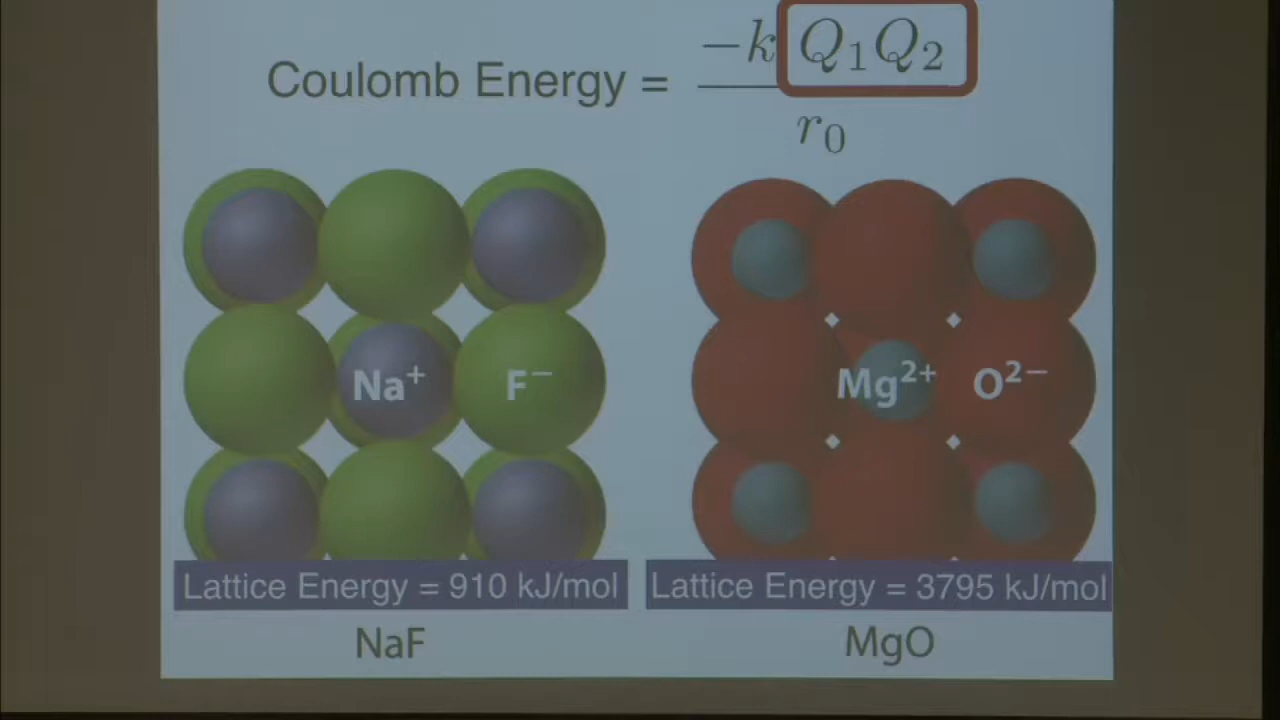 Coulomb Energy = −k Q₁Q₂ / r₀
Na⁺ F⁻
Mg²⁺ O²⁻
Lattice Energy = 910 kJ/mol
NaF
Lattice Energy = 3795 kJ/mol
MgO